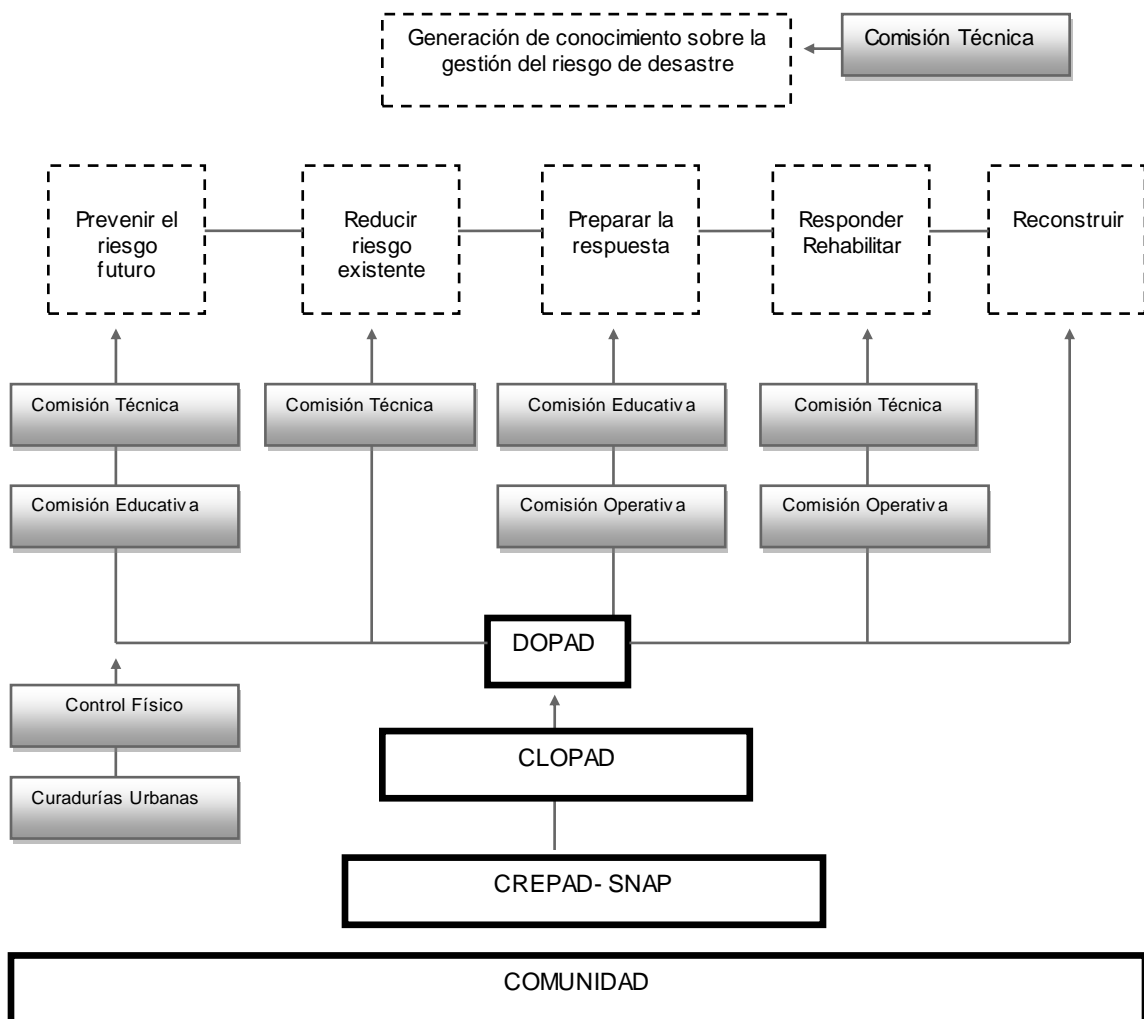 Generación de conocimiento sobre la
gestión del riesgo de desastre
Comisión Técnica
Prevenir el
riesgo
futuro
Reducir
riesgo
existente
Preparar la
respuesta
Responder
Rehabilitar
Reconstruir
Comisión Técnica
Comisión Técnica
Comisión Educativa
Comisión Técnica
Comisión Educativa
Comisión Operativa
Comisión Operativa
DOPAD
Control Físico
CLOPAD
Curadurías Urbanas
CREPAD- SNAP
COMUNIDAD